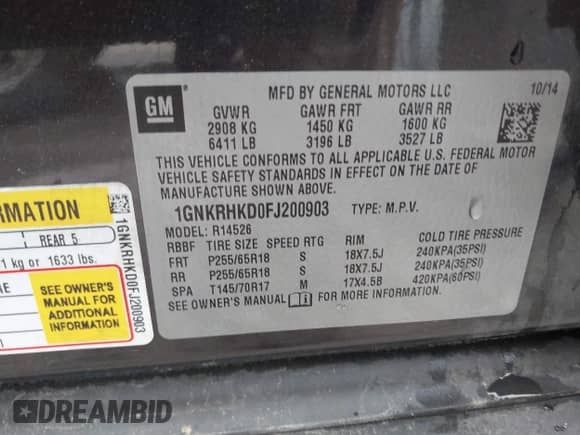 GM
MFD BY GENERAL MOTORS LLC 10/14
GVWR GAWR FRT GAWR RR
2908 KG 1450 KG 1600 KG
6411 LB 3196 LB 3527 LB
THIS VEHICLE CONFORMS TO ALL APPLICABLE U.S. FEDERAL MOTOR
VEHICLE SAFETY STANDARDS IN EFFECT ON THE DATE OF
MANUFACTURE SHOWN ABOVE.
1GNKRHKD0FJ200903 TYPE: M.P.V.
MODEL: R14526
RBBF TIRE SIZE SPEED RTG RIM COLD TIRE PRESSURE
FRT P255/65R18 S 18X7.5J 240KPA(35PSI)
RR P255/65R18 S 18X7.5J 240KPA(35PSI)
SPA T145/70R17 M 17X4.5B 420KPA(60PSI)
SEE OWNER'S MANUAL FOR MORE INFORMATION
RMATION
REAR 5
1 kg or 1633 lbs.
SEE OWNER'S
MANUAL FOR
ADDITIONAL
INFORMATION
1GNKRHKD0FJ200903
DREAMBID